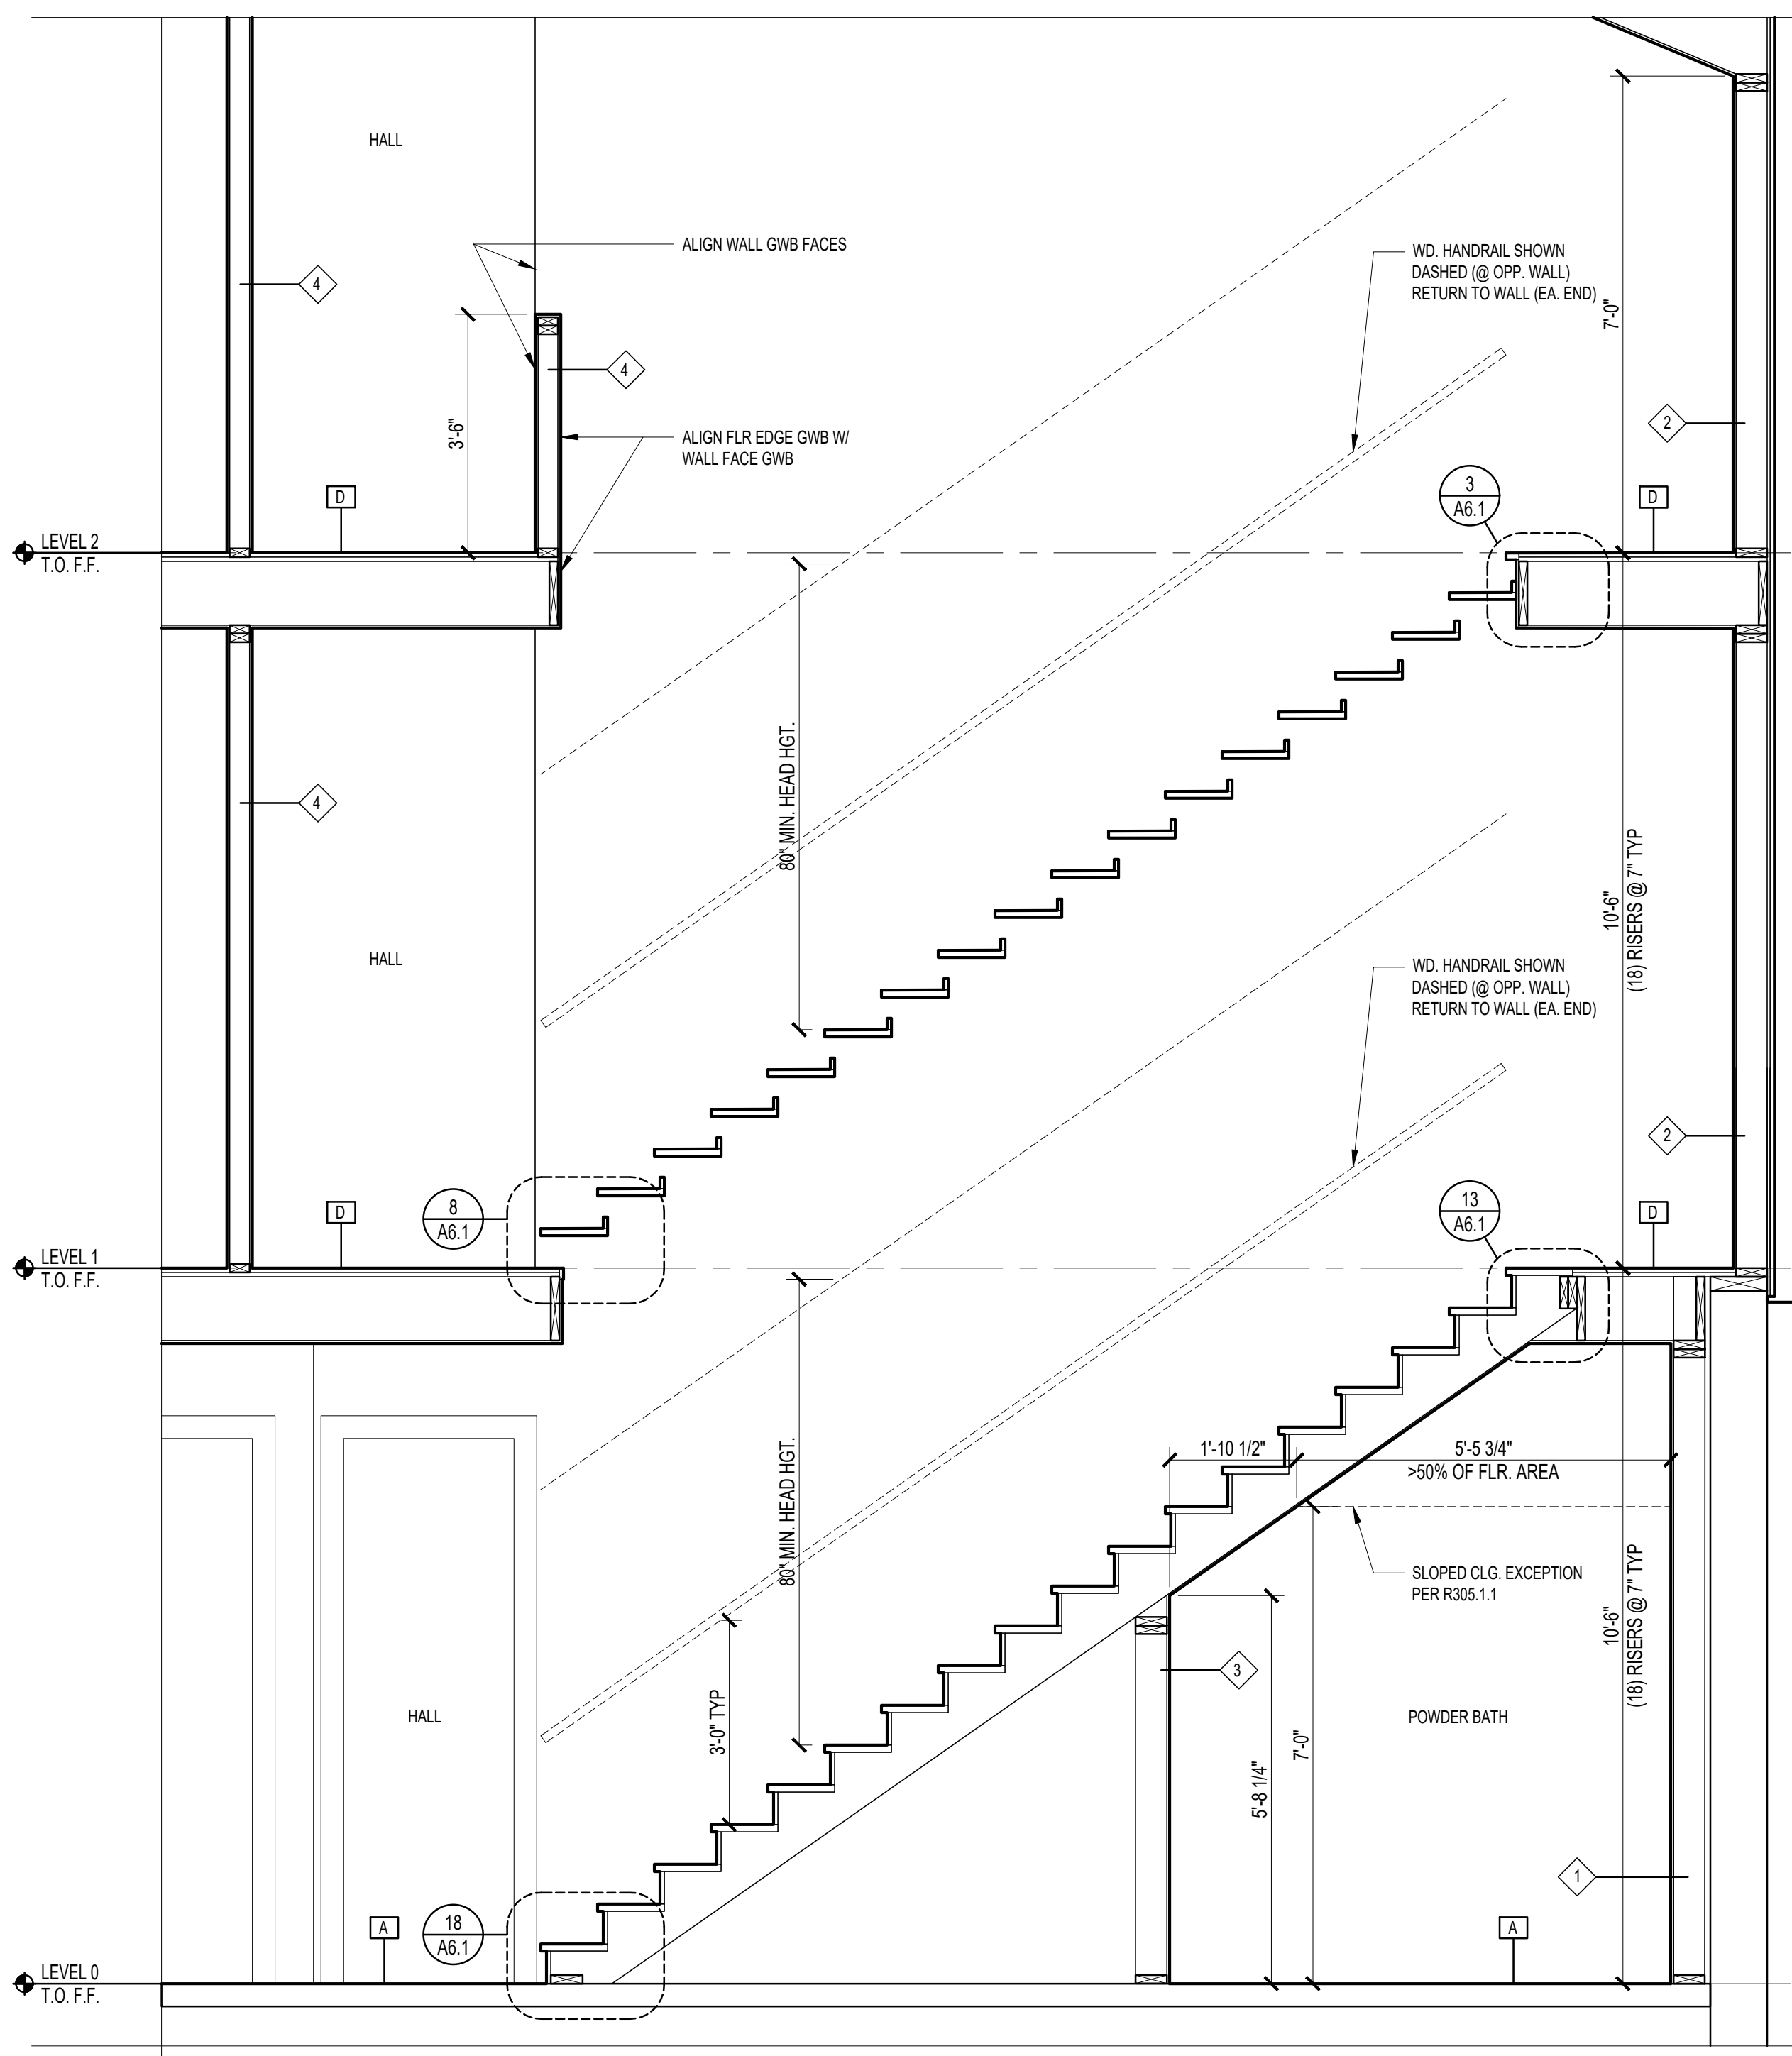 HALL
ALIGN WALL GWB FACES
WD. HANDRAIL SHOWN
DASHED (@ OPP. WALL)
RETURN TO WALL (EA. END)
7'-0"
4
4
3'-6"
ALIGN FLR EDGE GWB W/
WALL FACE GWB
2
3
A6.1
D
D
LEVEL 2
T.O. F.F.
80" MIN. HEAD HGT.
4
HALL
10'-6"
(18) RISERS @ 7" TYP
WD. HANDRAIL SHOWN
DASHED (@ OPP. WALL)
RETURN TO WALL (EA. END)
2
8
A6.1
13
A6.1
D
D
LEVEL 1
T.O. F.F.
80" MIN. HEAD HGT.
1'-10 1/2"
5'-5 3/4"
>50% OF FLR. AREA
SLOPED CLG. EXCEPTION
PER R305.1.1
10'-6"
(18) RISERS @ 7" TYP
3
3'-0" TYP
HALL
POWDER BATH
5'-8 1/4"
7'-0"
1
A
18
A6.1
A
LEVEL 0
T.O. F.F.